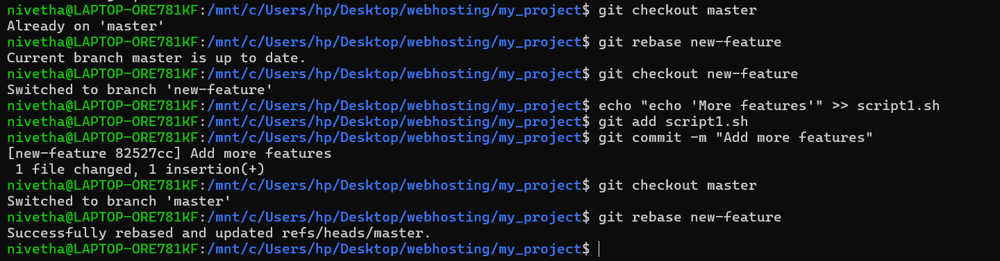 nivetha@LAPTOP-ORE781KF:/mnt/c/Users/hp/Desktop/webhosting/my_project$ git checkout master
Already on 'master'
nivetha@LAPTOP-ORE781KF:/mnt/c/Users/hp/Desktop/webhosting/my_project$ git rebase new-feature
Current branch master is up to date.
nivetha@LAPTOP-ORE781KF:/mnt/c/Users/hp/Desktop/webhosting/my_project$ git checkout new-feature
Switched to branch 'new-feature'
nivetha@LAPTOP-ORE781KF:/mnt/c/Users/hp/Desktop/webhosting/my_project$ echo "echo 'More features'" >> script1.sh
nivetha@LAPTOP-ORE781KF:/mnt/c/Users/hp/Desktop/webhosting/my_project$ git add script1.sh
nivetha@LAPTOP-ORE781KF:/mnt/c/Users/hp/Desktop/webhosting/my_project$ git commit -m "Add more features"
[new-feature 82527cc] Add more features
 1 file changed, 1 insertion(+)
nivetha@LAPTOP-ORE781KF:/mnt/c/Users/hp/Desktop/webhosting/my_project$ git checkout master
Switched to branch 'master'
nivetha@LAPTOP-ORE781KF:/mnt/c/Users/hp/Desktop/webhosting/my_project$ git rebase new-feature
Successfully rebased and updated refs/heads/master.
nivetha@LAPTOP-ORE781KF:/mnt/c/Users/hp/Desktop/webhosting/my_project$